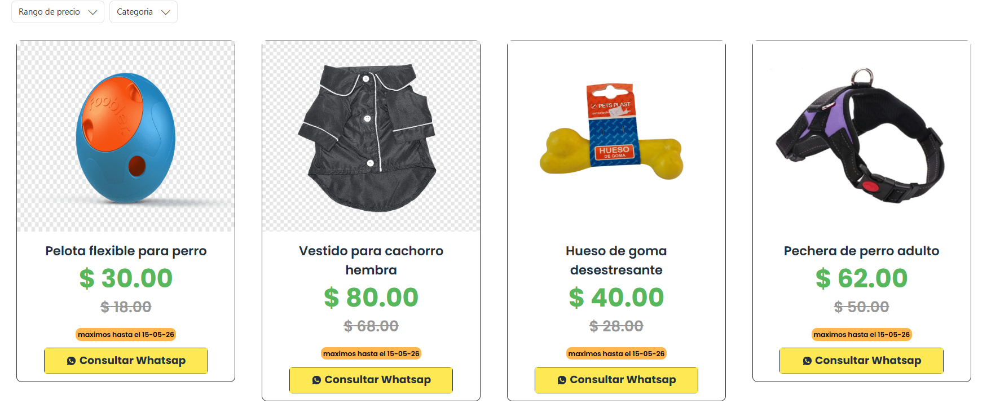 Rango de precio
Categoria
foobler
PETS PLAST
HUESO
DE GOMA
Pelota flexible para perro
$ 30.00
$ 18.00
maximos hasta el 15-05-26
Consultar Whatsap
Vestido para cachorro
hembra
$ 80.00
$ 68.00
maximos hasta el 15-05-26
Consultar Whatsap
Hueso de goma
desestresante
$ 40.00
$ 28.00
maximos hasta el 15-05-26
Consultar Whatsap
Pechera de perro adulto
$ 62.00
$ 50.00
maximos hasta el 15-05-26
Consultar Whatsap